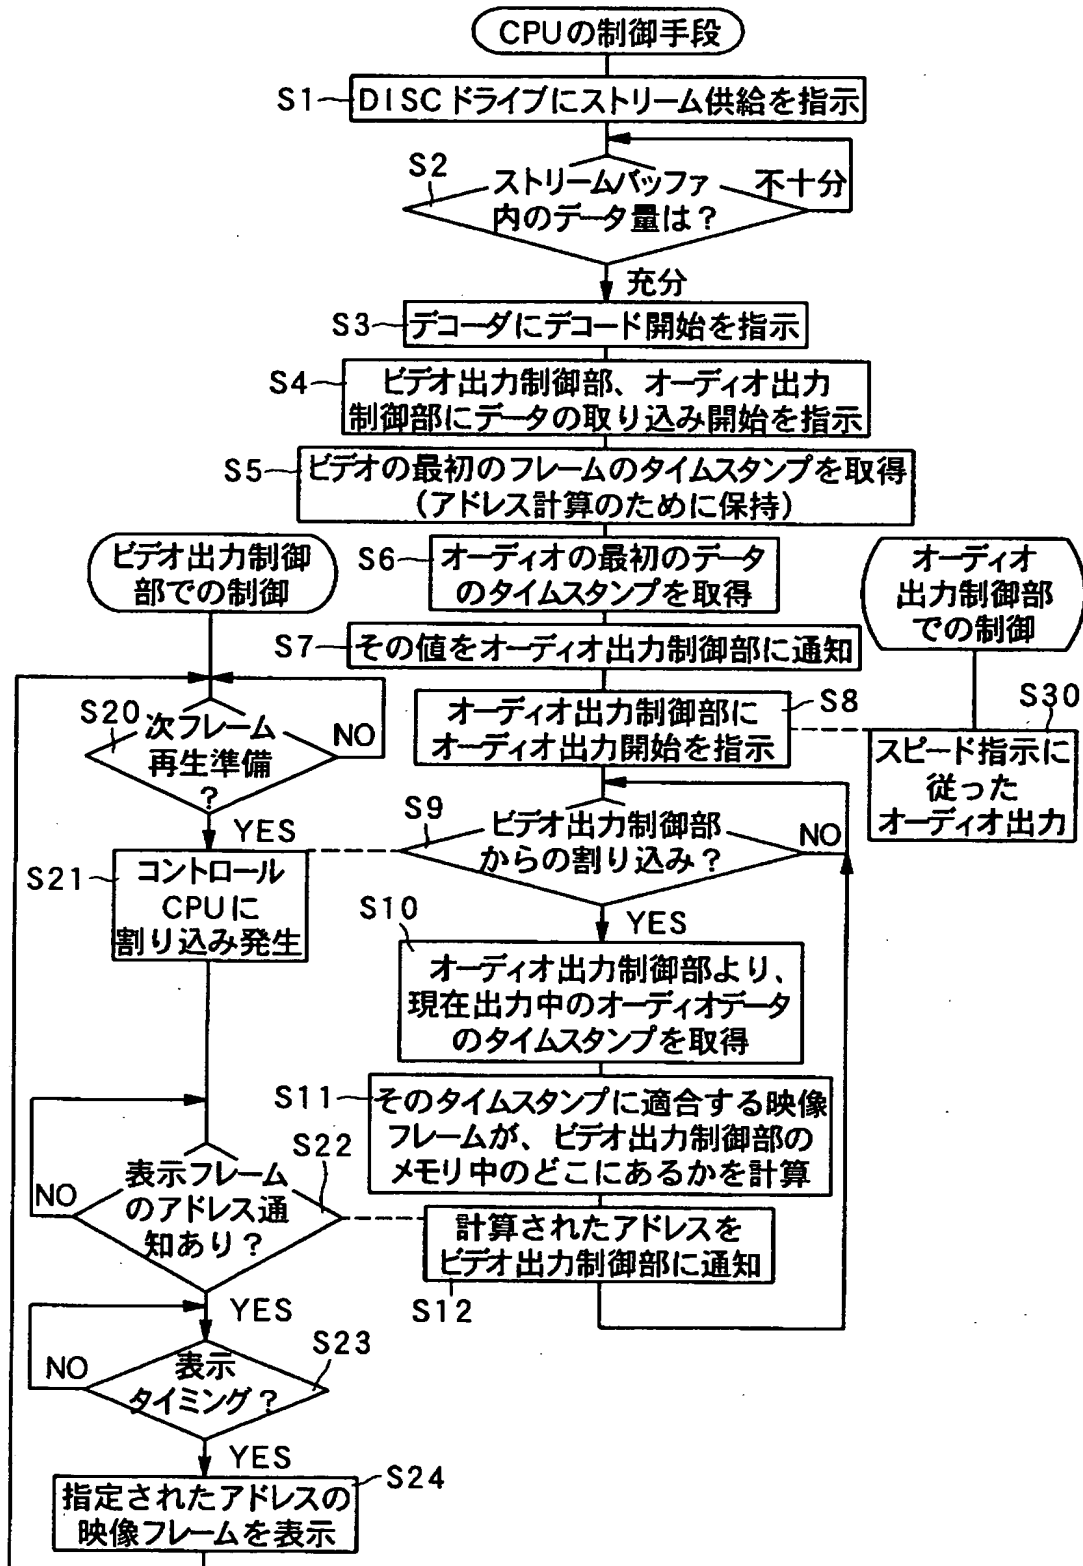 CPUの制御手段
S1
DISCドライブにストリーム供給を指示
S2
ストリームバッファ
内のデータ量は？
不十分
充分
S3
デコーダにデコード開始を指示
S4
ビデオ出力制御部、オーディオ出力
制御部にデータの取り込み開始を指示
S5
ビデオの最初のフレームのタイムスタンプを取得
（アドレス計算のために保持）
S6
オーディオの最初のデータ
のタイムスタンプを取得
S7
その値をオーディオ出力制御部に通知
S8
オーディオ出力制御部に
オーディオ出力開始を指示
S9
ビデオ出力制御部
からの割り込み？
NO
YES
S10
オーディオ出力制御部より、
現在出力中のオーディオデータ
のタイムスタンプを取得
S11
そのタイムスタンプに適合する映像
フレームが、ビデオ出力制御部の
メモリ中のどこにあるかを計算
計算されたアドレスを
ビデオ出力制御部に通知
S12
ビデオ出力制御
部での制御
S20
次フレーム
再生準備
？
NO
YES
S21
コントロール
CPUに
割り込み発生
S22
表示フレーム
のアドレス通
知あり？
NO
YES
S23
表示
タイミング？
NO
YES
S24
指定されたアドレスの
映像フレームを表示
オーディオ
出力制御部
での制御
S30
スピード指示に
従った
オーディオ出力